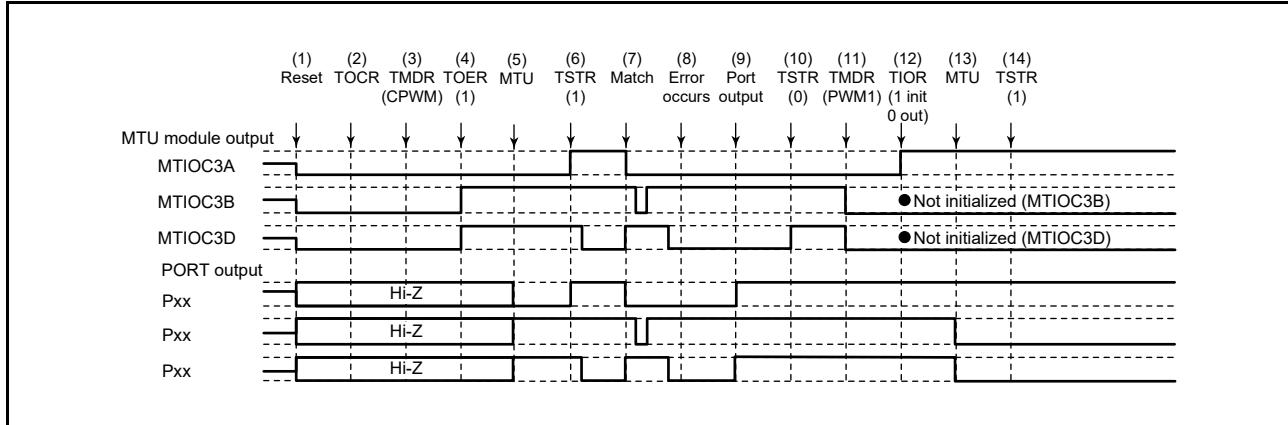 (1) (2) (3) (4) (5) (6) (7) (8) (9) (10) (11) (12) (13) (14)
Reset TOCR TMDR TOER MTU TSTR Match Error Port TSTR TMDR TIOR MTU TSTR
(CPWM) (1) (1) occurs output (0) (PWM1) (1 init (1)
0 out)
MTU module output
MTIOC3A
MTIOC3B ●Not initialized (MTIOC3B)
MTIOC3D ●Not initialized (MTIOC3D)
PORT output
Pxx Hi-Z
Pxx Hi-Z
Pxx Hi-Z